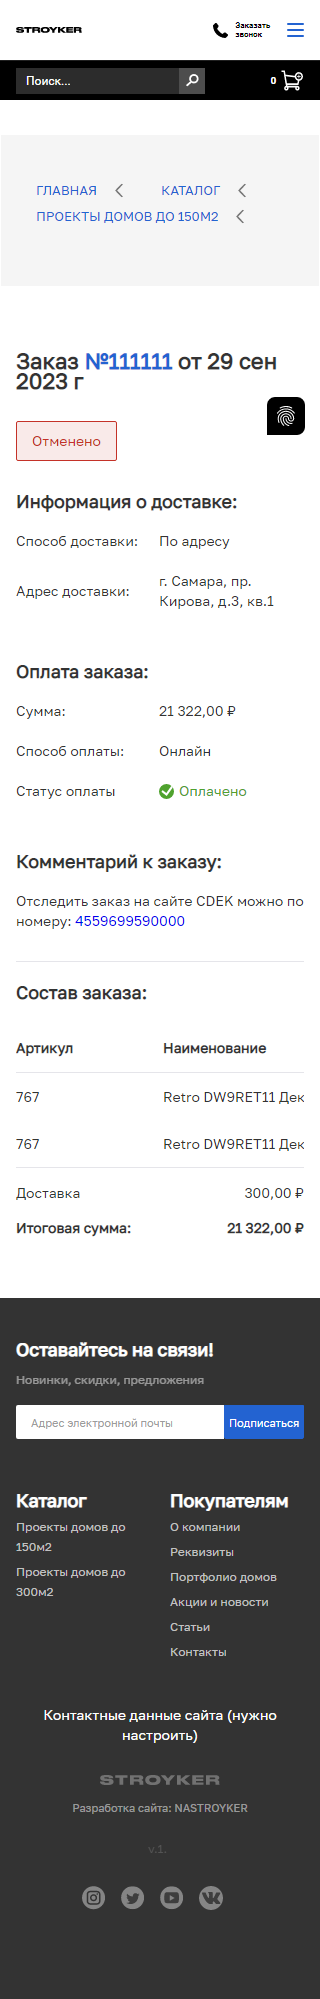 STROYKER
Заказать
звонок
Поиск...
0
ГЛАВНАЯ
КАТАЛОГ
ПРОЕКТЫ ДОМОВ ДО 150М2
Заказ №111111 от 29 сен
2023 г
Отменено
Информация о доставке:
Способ доставки: По адресу
Адрес доставки: г. Самара, пр.
Кирова, д.3, кв.1
Оплата заказа:
Сумма: 21 322,00 ₽
Способ оплаты: Онлайн
Статус оплаты Оплачено
Комментарий к заказу:
Отследить заказ на сайте CDEK можно по
номеру: 4559699590000
Состав заказа:
Артикул Наименование
767 Retro DW9RET11 Дек
767 Retro DW9RET11 Дек
Доставка 300,00 ₽
Итоговая сумма: 21 322,00 ₽
Оставайтесь на связи!
Новинки, скидки, предложения
Адрес электронной почты Подписаться
Каталог
Проекты домов до
150м2
Проекты домов до
300м2
Покупателям
О компании
Реквизиты
Портфолио домов
Акции и новости
Статьи
Контакты
Контактные данные сайта (нужно
настроить)
STROYKER
Разработка сайта: NASTROYKER
v.1.